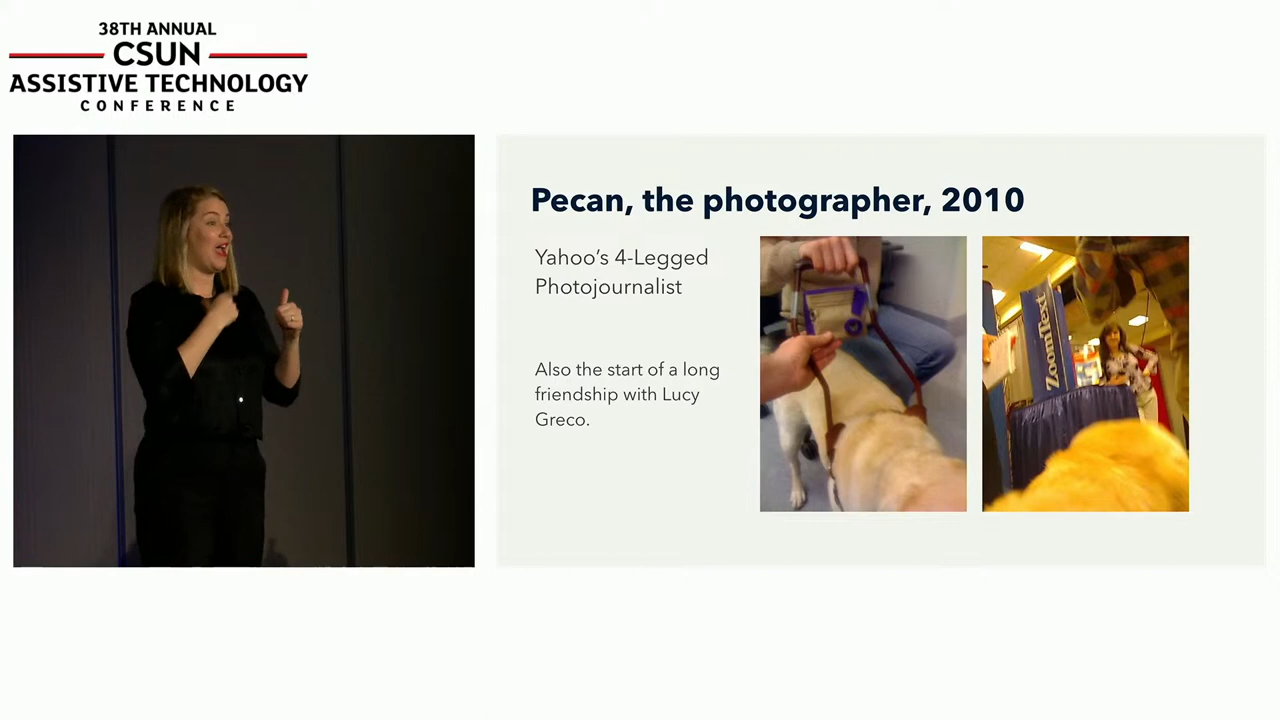 38TH ANNUAL
CSUN
ASSISTIVE TECHNOLOGY
CONFERENCE
Pecan, the photographer, 2010
Yahoo's 4-Legged
Photojournalist
Also the start of a long
friendship with Lucy
Greco.
ZoomText